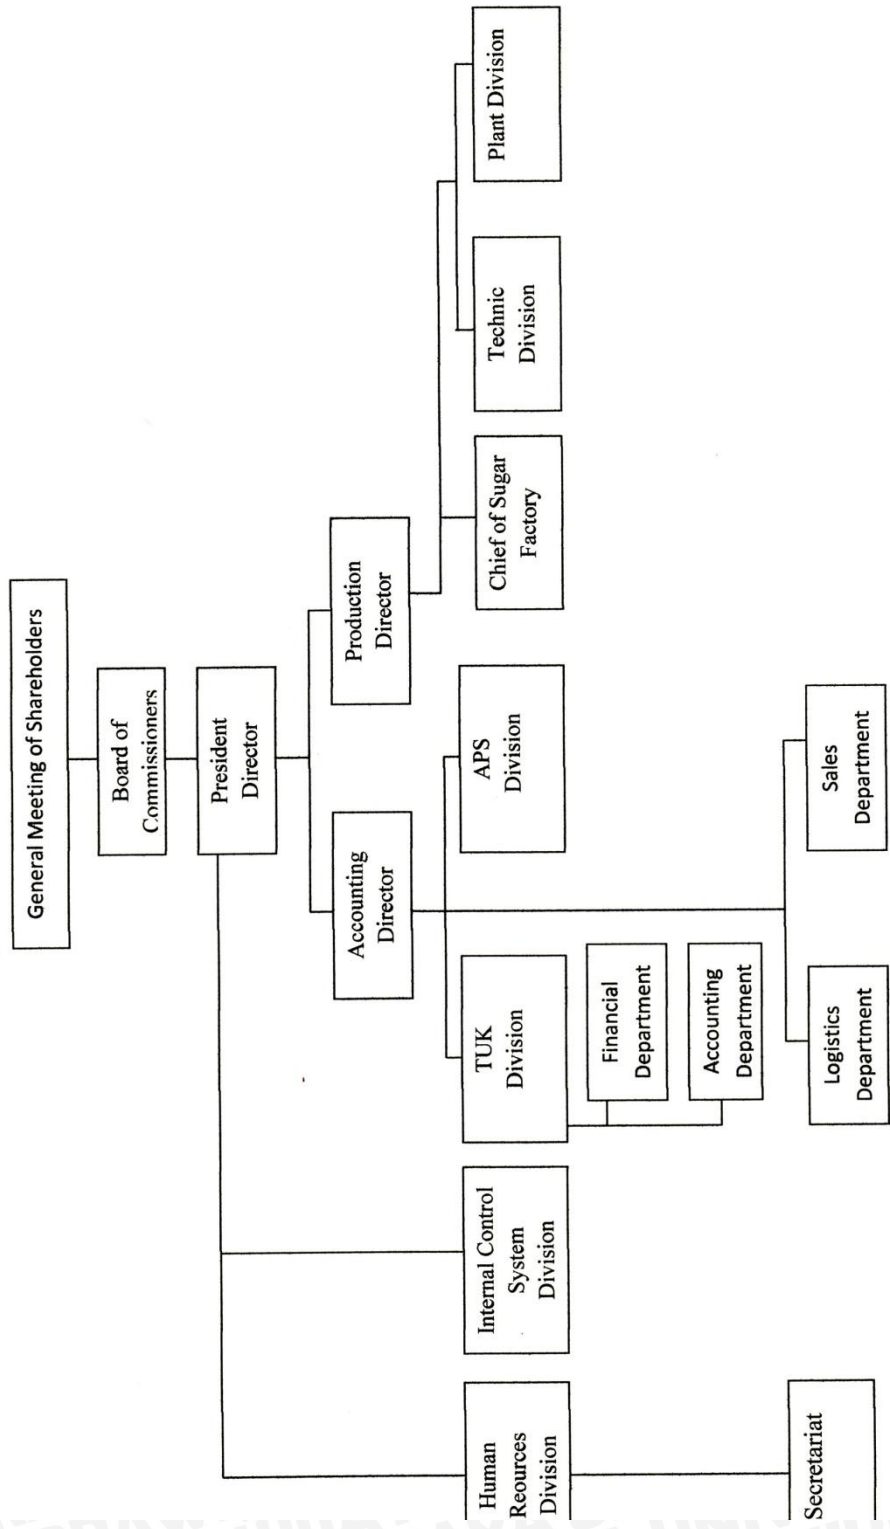 General Meeting of Shareholders
Board of
Commissioners
President
Director
Accounting
Director
Production
Director
Human
Reources
Division
Internal Control
System
Division
TUK
Division
APS
Division
Chief of Sugar
Factory
Technic
Division
Plant Division
Financial
Department
Accounting
Department
Secretariat
Logistics
Department
Sales
Department